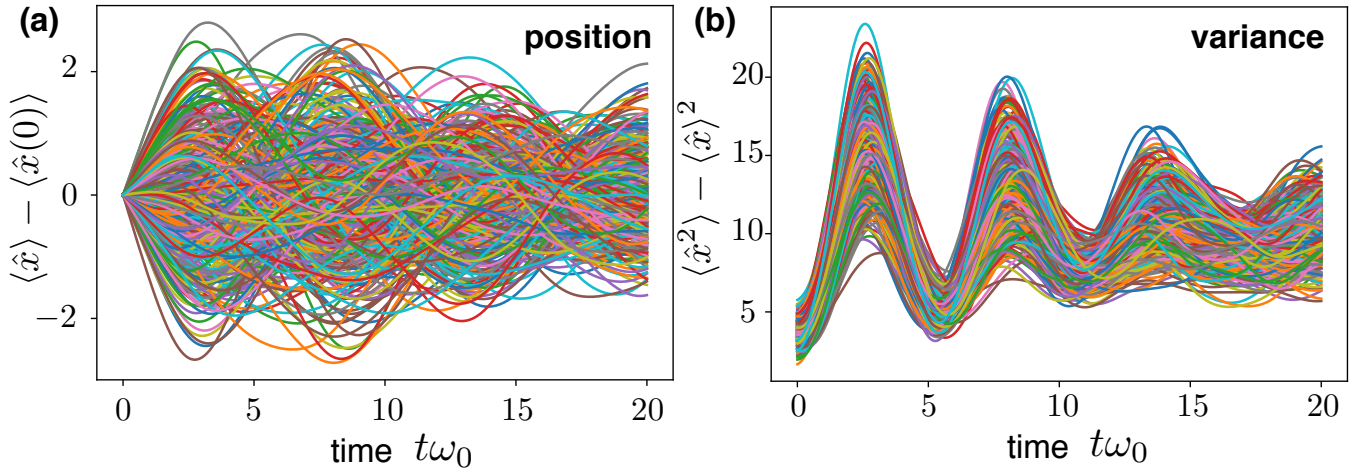 (a)
position
⟨x̂⟩ − ⟨x̂(0)⟩
2
0
−2
0
5
10
15
20
time tω₀
(b)
variance
⟨x̂²⟩ − ⟨x̂⟩²
20
15
10
5
0
5
10
15
20
time tω₀